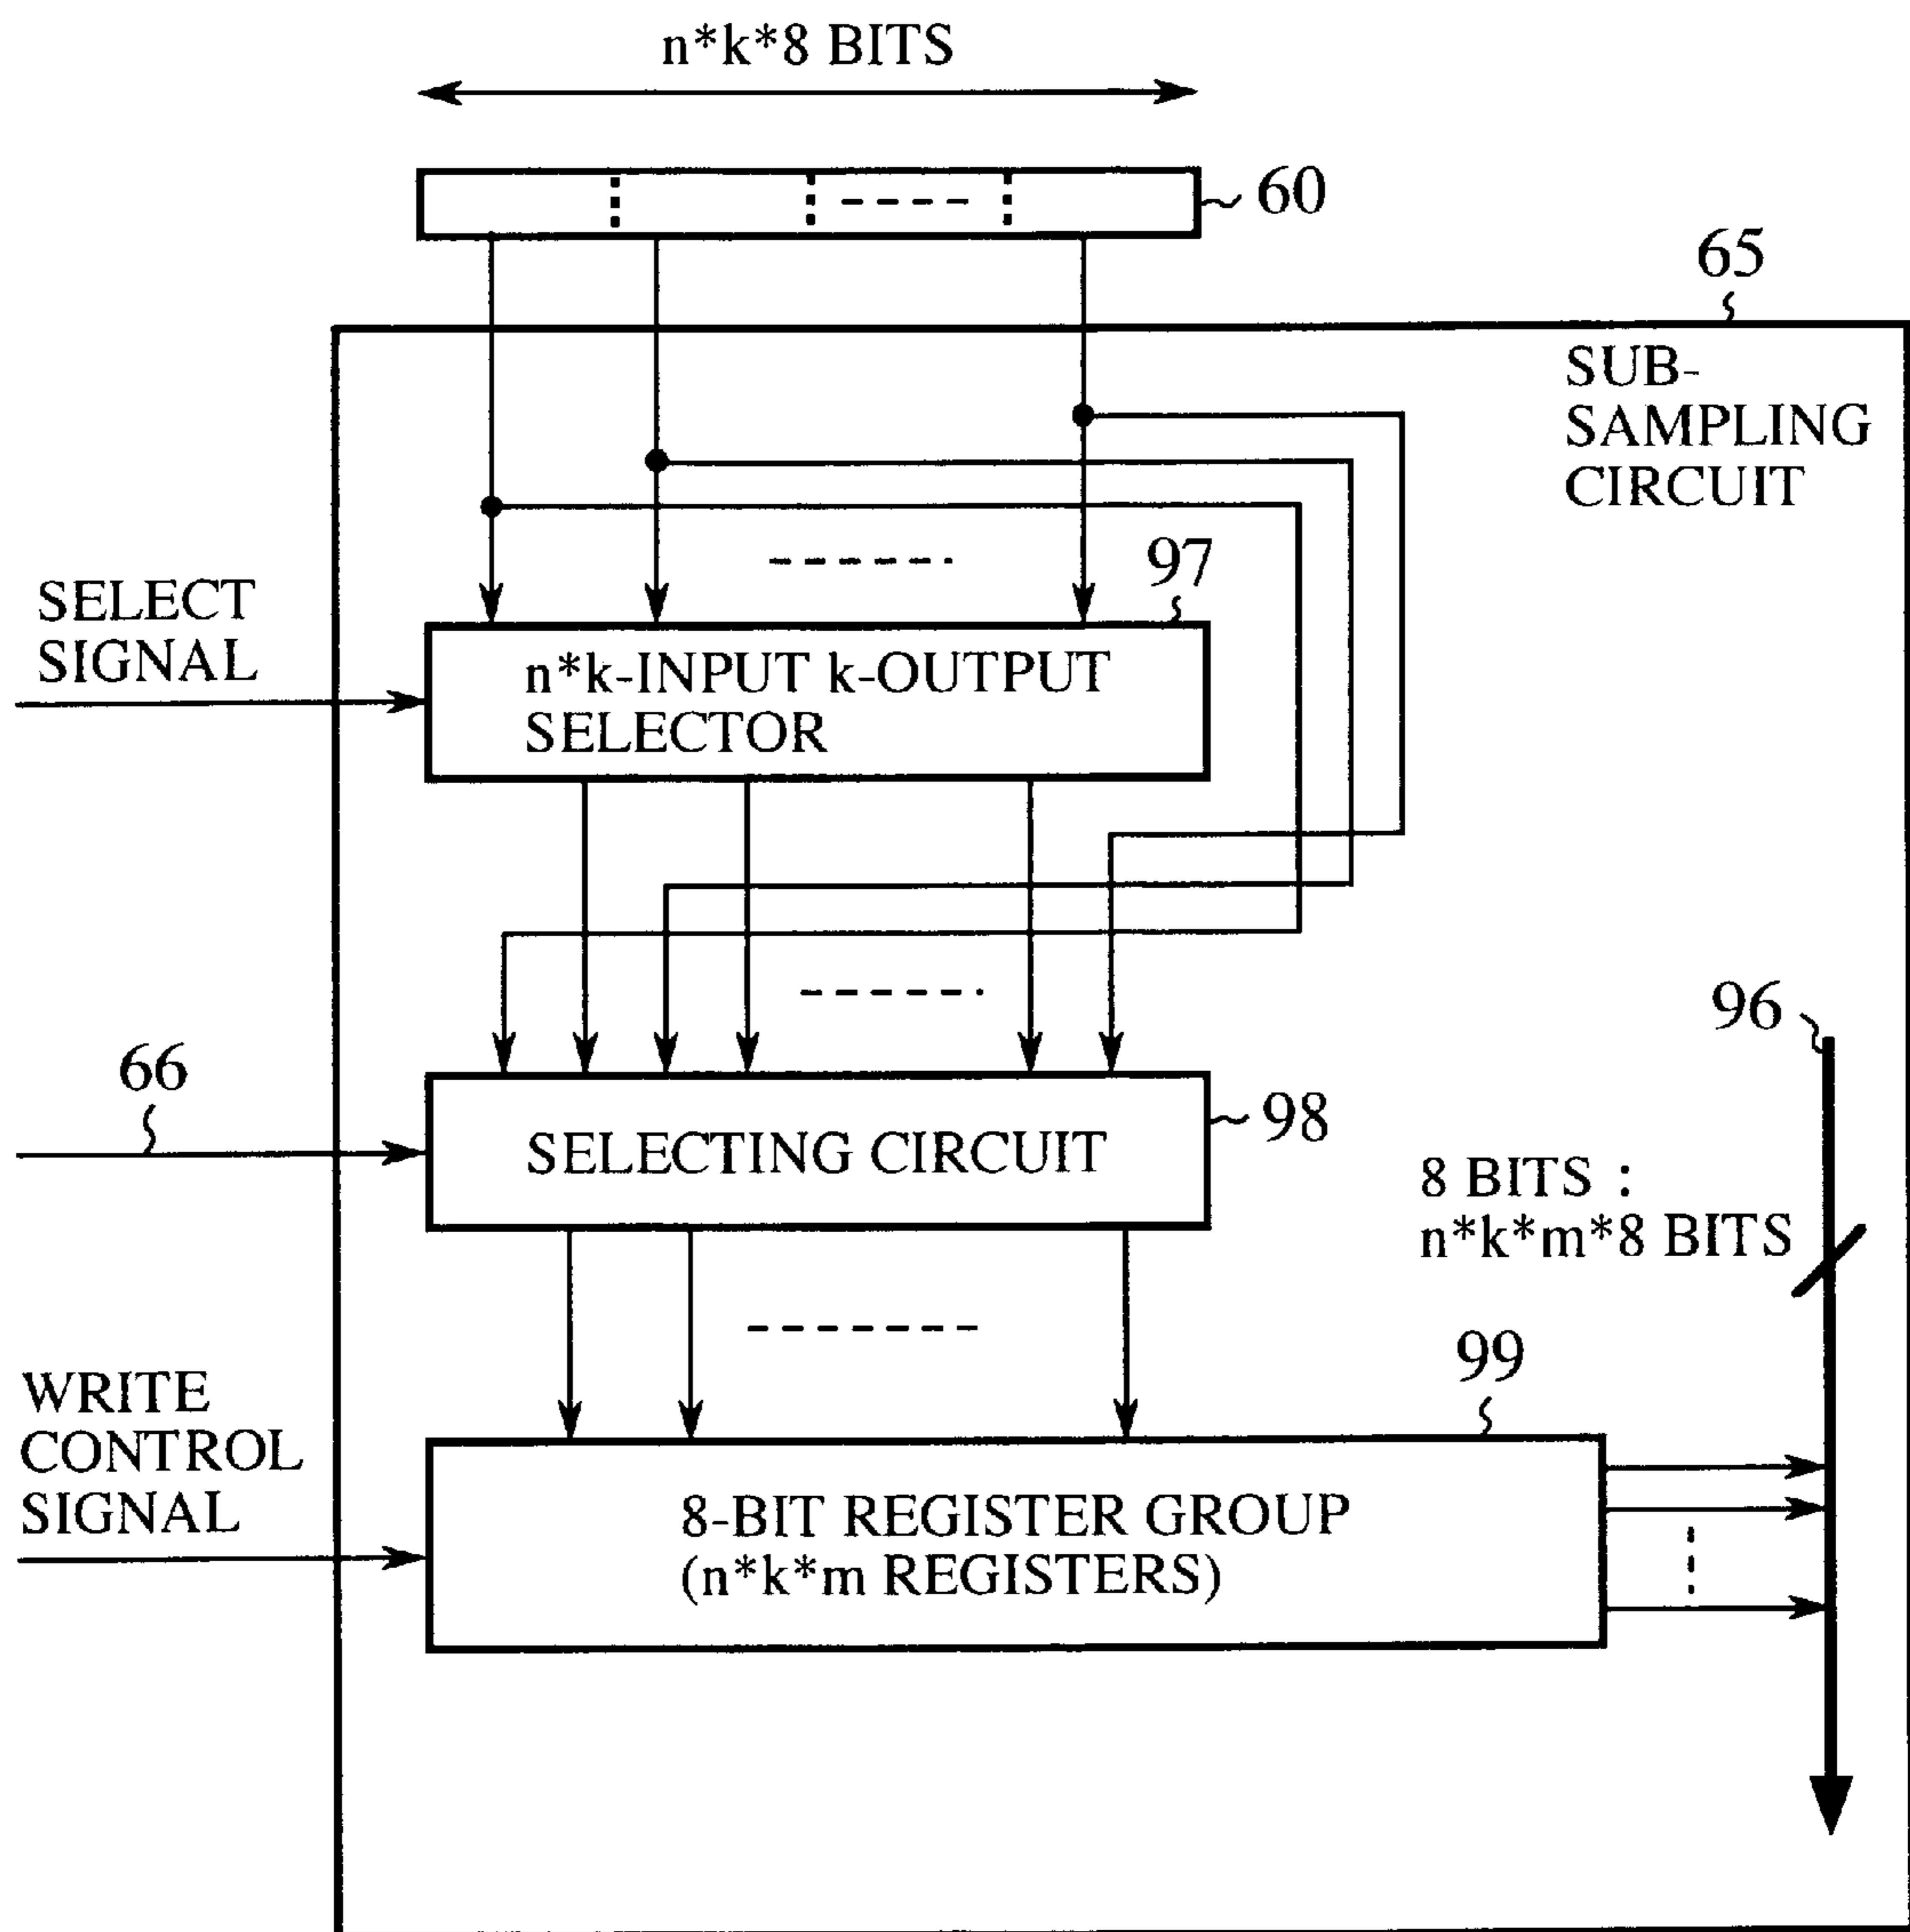 n*k*8 BITS
60
65
SUB-
SAMPLING
CIRCUIT
97
SELECT
SIGNAL
n*k-INPUT k-OUTPUT
SELECTOR
96
66
98
SELECTING CIRCUIT
8 BITS :
n*k*m*8 BITS
99
WRITE
CONTROL
SIGNAL
8-BIT REGISTER GROUP
(n*k*m REGISTERS)